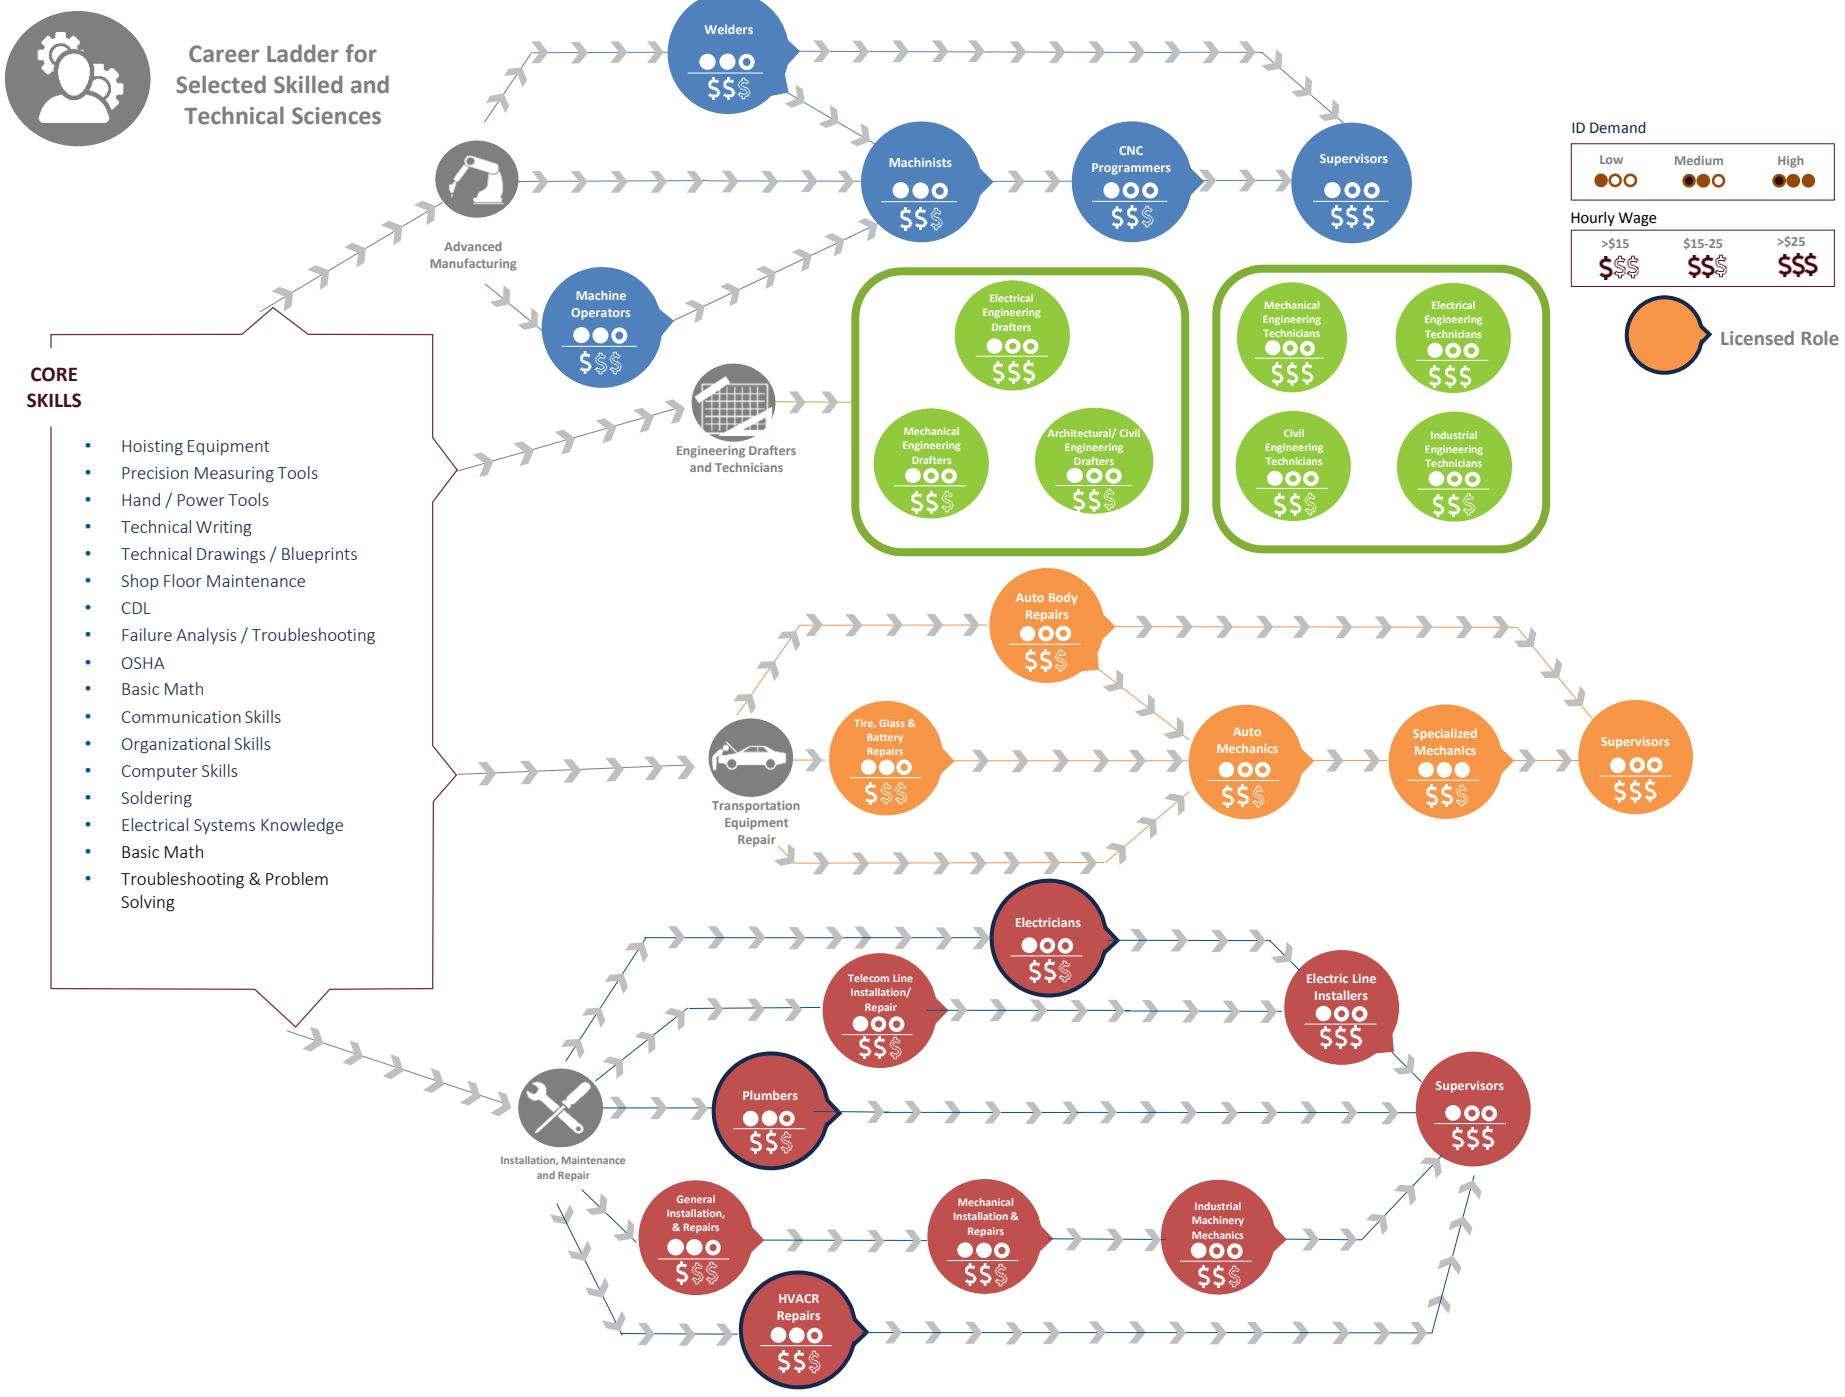 Career Ladder for
Selected Skilled and
Technical Sciences
Welders
$$$
Machinists
$$$
CNC
Programmers
$$$
Supervisors
$$$
ID Demand
Low
Medium
High
Hourly Wage
>$15
$15-25
>$25
$$$
$$$
$$$
Licensed Role
Advanced
Manufacturing
Machine
Operators
$$$
CORE
SKILLS
• Hoisting Equipment
• Precision Measuring Tools
• Hand / Power Tools
• Technical Writing
• Technical Drawings / Blueprints
• Shop Floor Maintenance
• CDL
• Failure Analysis / Troubleshooting
• OSHA
• Basic Math
• Communication Skills
• Organizational Skills
• Computer Skills
• Soldering
• Electrical Systems Knowledge
• Basic Math
• Troubleshooting & Problem
Solving
Engineering Drafters
and Technicians
Electrical
Engineering
Drafters
$$$
Mechanical
Engineering
Drafters
$$$
Architectural/ Civil
Engineering
Drafters
$$$
Mechanical
Engineering
Technicians
$$$
Electrical
Engineering
Technicians
$$$
Civil
Engineering
Technicians
$$$
Industrial
Engineering
Technicians
$$$
Transportation
Equipment
Repair
Auto Body
Repairs
$$$
Tire, Glass &
Battery
Repairs
$$$
Auto
Mechanics
$$$
Specialized
Mechanics
$$$
Supervisors
$$$
Installation, Maintenance
and Repair
Electricians
$$$
Telecom Line
Installation/
Repair
$$$
Electric Line
Installers
$$$
Plumbers
$$$
Supervisors
$$$
General
Installation,
& Repairs
$$$
Mechanical
Installation &
Repairs
$$$
Industrial
Machinery
Mechanics
$$$
HVACR
Repairs
$$$